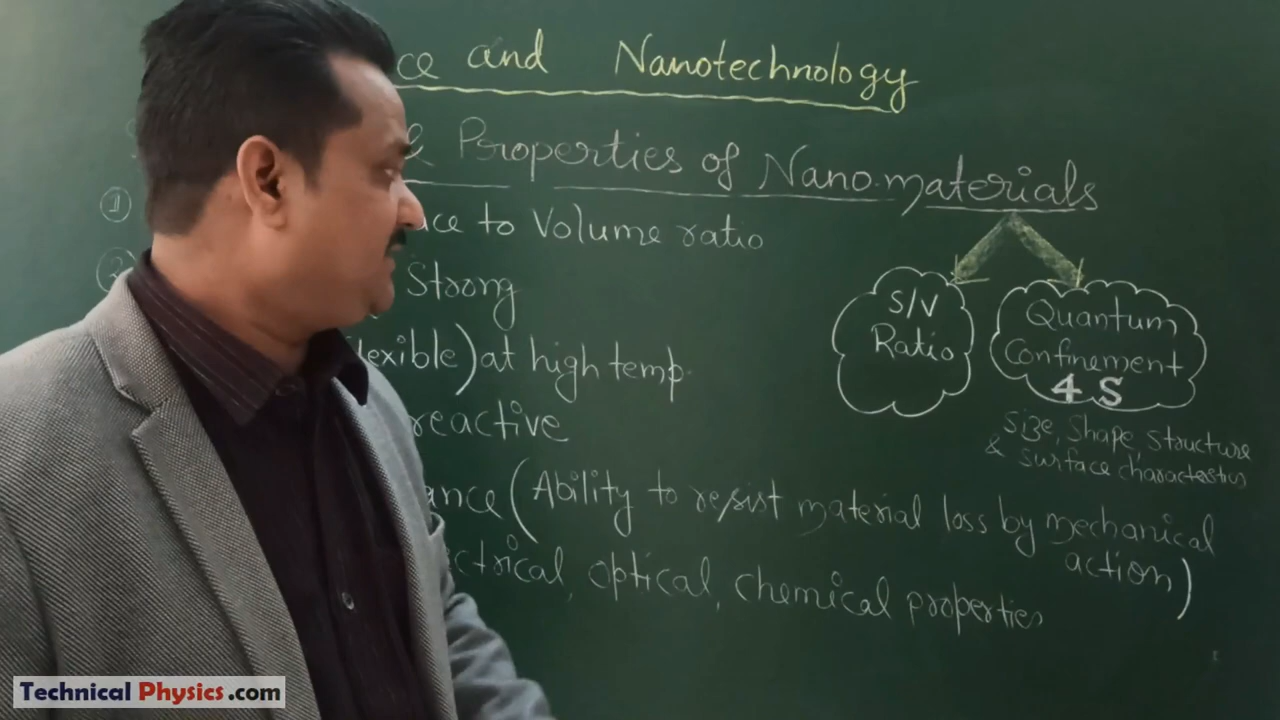 ce and Nanotechnology
l Properties of Nano-materials
① ace to Volume ratio
② Strong
lexible) at high temp.
reactive
ance (Ability to resist material loss by mechanical
action)
ctrical, optical, chemical properties
S/V
Ratio
Quantum
Confinement
4 S
Size, Shape, Structure
& Surface characterstics
Technical Physics.com